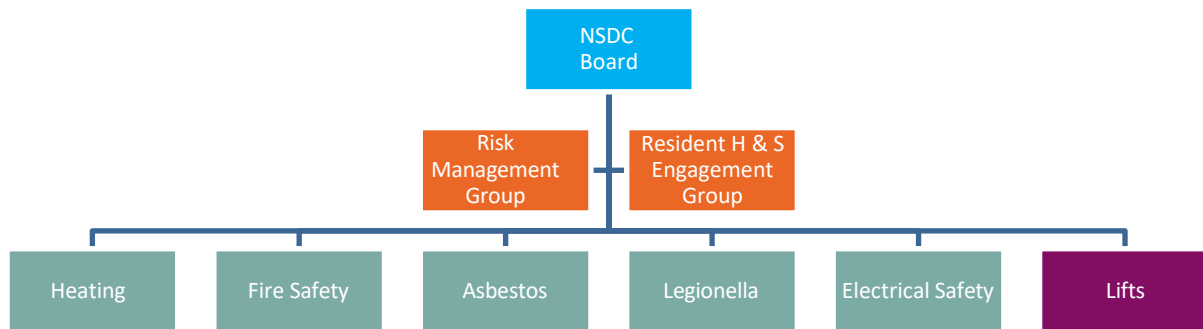 NSDC
Board
Risk
Management
Group
Resident H & S
Engagement
Group
Heating
Fire Safety
Asbestos
Legionella
Electrical Safety
Lifts